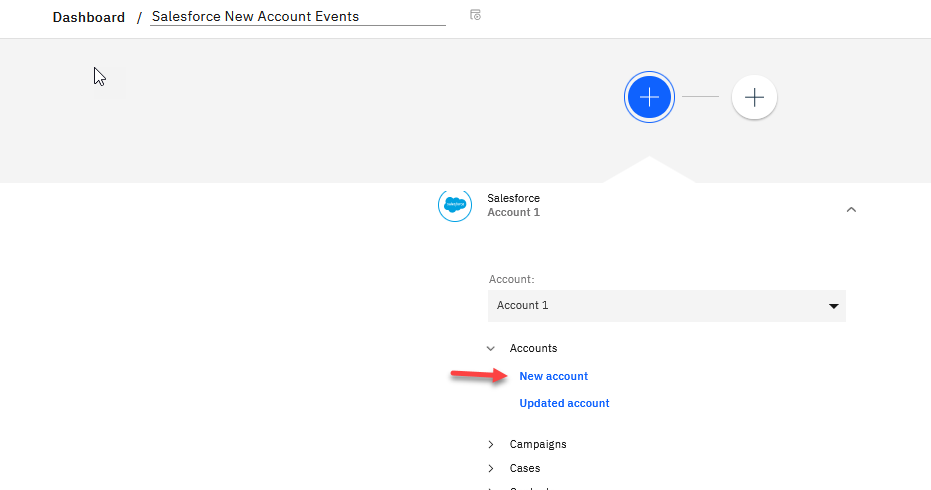 Dashboard / Salesforce New Account Events
salesforce
Salesforce
Account 1
Account:
Account 1
Accounts
New account
Updated account
Campaigns
Cases